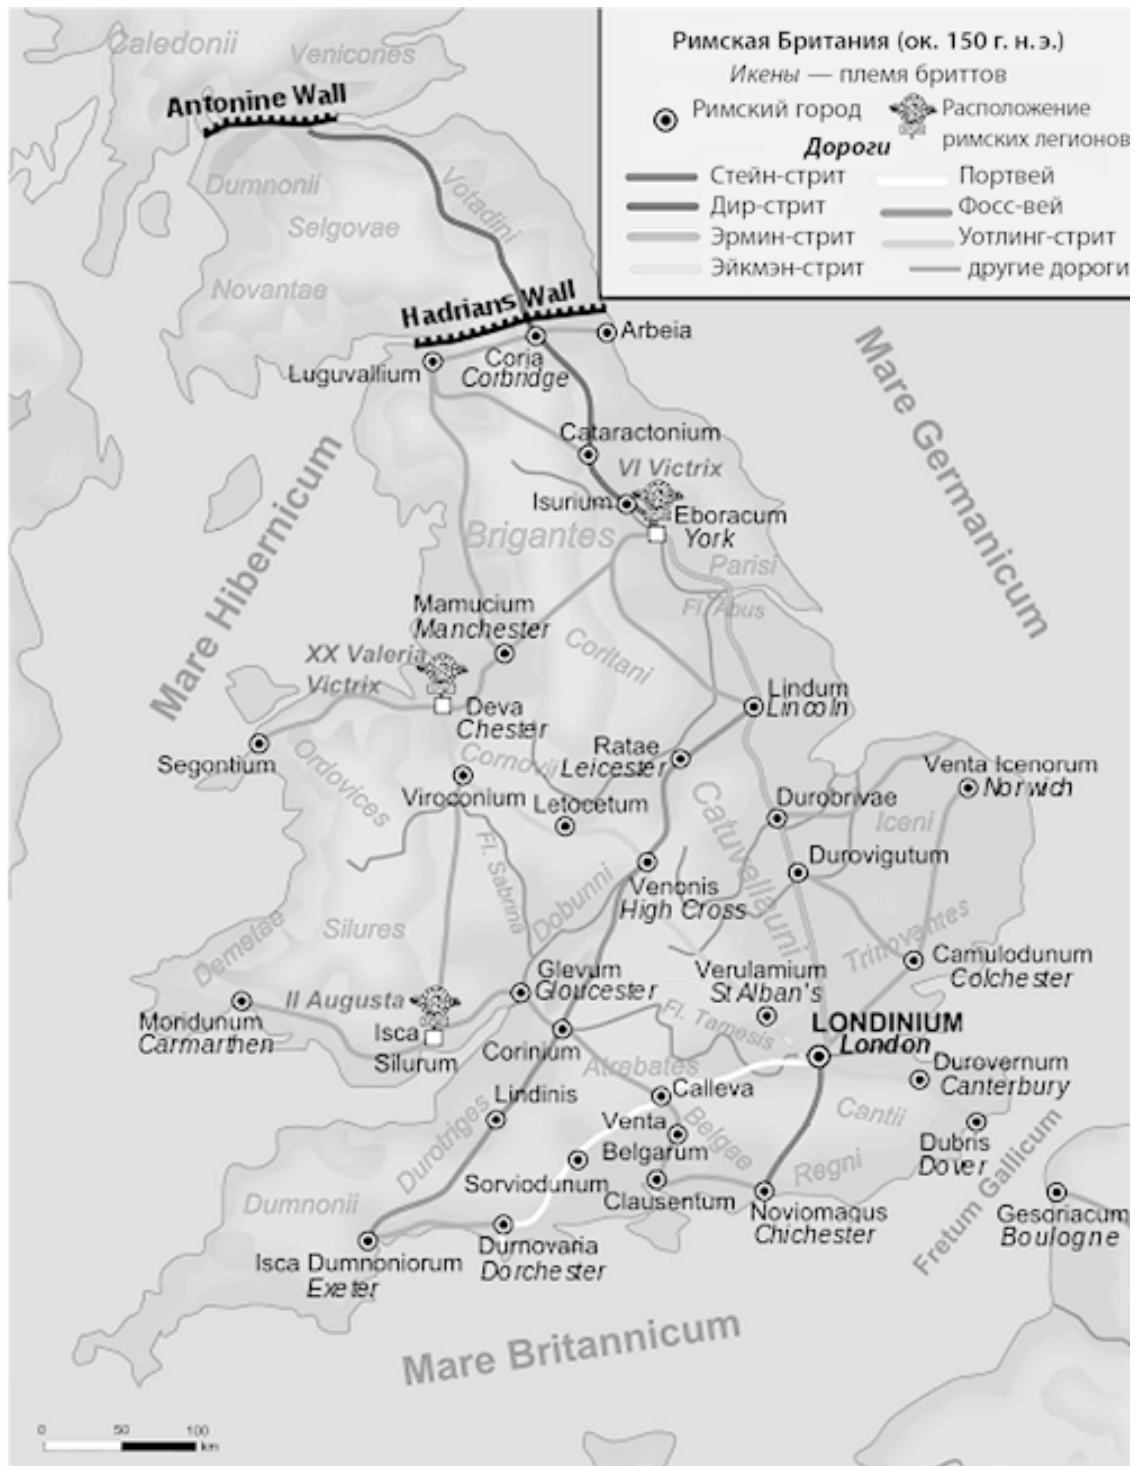 Римская Британия (ок. 150 г. н.э.)
Икены — племя бриттов
Римский город
Расположение
римских легионов
Дороги
Стейн-стрит
Портвей
Дир-стрит
Фосс-вей
Эрмин-стрит
Уотлинг-стрит
Эйкмэн-стрит
другие дороги
Caledonii
Venicones
Antonine Wall
Dumnonii
Votadini
Selgovae
Novantae
Hadrians Wall
Arbeia
Luguvallium
Coria
Corbridge
Mare Germanicum
Mare Hibernicum
Cataractonium
VI Victrix
Isurium
Eboracum
York
Brigantes
Parisi
Fl. Abus
Mamucium
Manchester
Coritani
XX Valeria
Victrix
Deva
Chester
Lindum
Lincoln
Segontium
Ordovices
Cornovii
Ratae
Leicester
Viroconium
Letocetum
Venta Icenorum
Norwich
Catuvellauni
Durobrivae
Iceni
Fl. Sabrina
Durovigutum
Venonis
High Cross
Dobunni
Silures
Demetae
Trinovantes
Camulodunum
Colchester
Glevum
Gloucester
Verulamium
St Alban's
II Augusta
Moridunum
Carmarthen
Isca
Silurum
Corinium
Fl. Tamesis
LONDINIUM
London
Atrebates
Durovernum
Canterbury
Calleva
Lindinis
Durotriges
Venta
Belgarum
Belgae
Cantii
Dubris
Dover
Regni
Sorviodunum
Clausentum
Dumnonii
Noviomagus
Chichester
Fretum Gallicum
Gesoriacum
Boulogne
Durnovaria
Dorchester
Isca Dumnoniorum
Exeter
Mare Britannicum
0 50 100
km